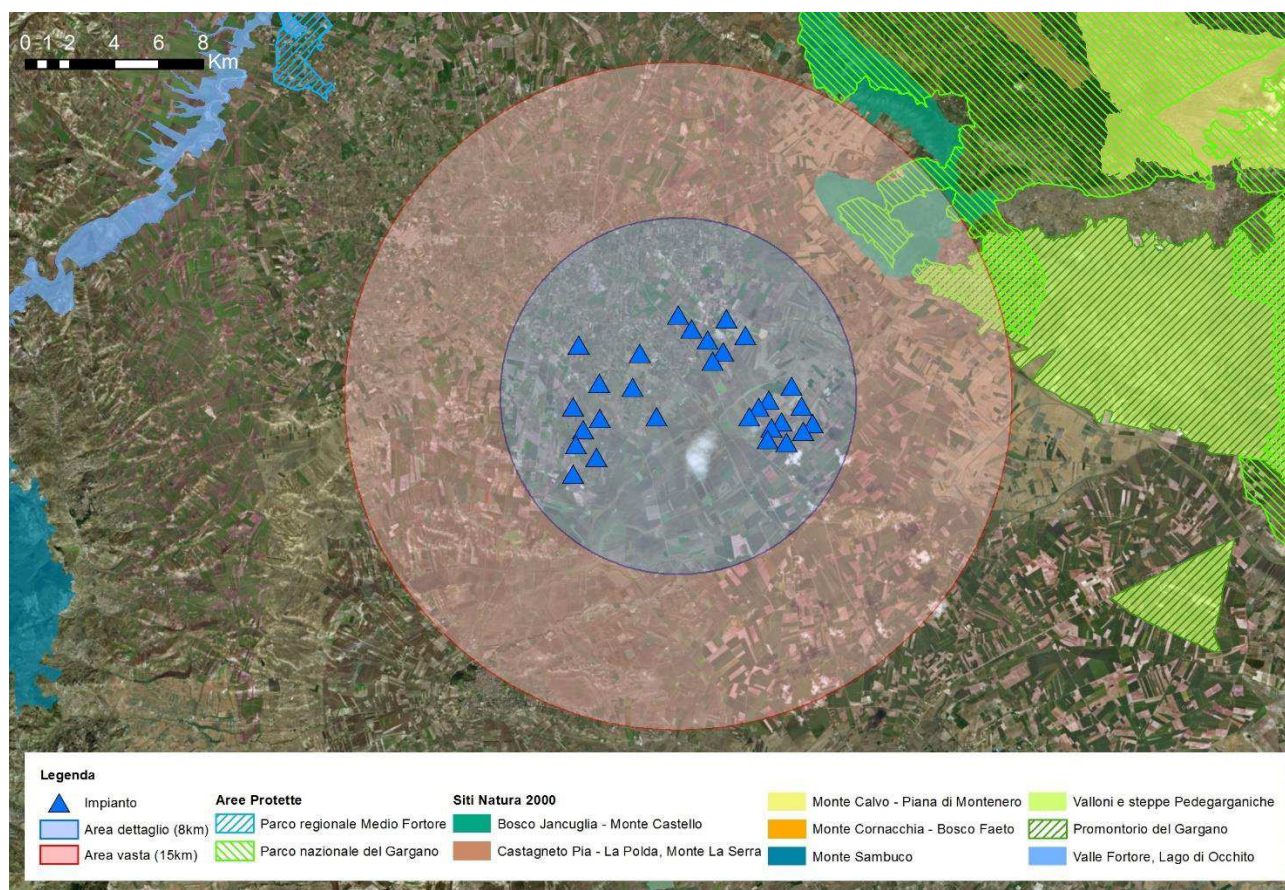 0 1 2 4 6 8
Km
Legenda
Impianto
Area dettaglio (8km)
Area vasta (15km)
Aree Protette
Parco regionale Medio Fortore
Parco nazionale del Gargano
Siti Natura 2000
Bosco Jancuglia - Monte Castello
Castagneto Pia - La Polda, Monte La Serra
Monte Calvo - Piana di Montenero
Monte Cornacchia - Bosco Faeto
Monte Sambuco
Valloni e steppe Pedegarganiche
Promontorio del Gargano
Valle Fortore, Lago di Occhito